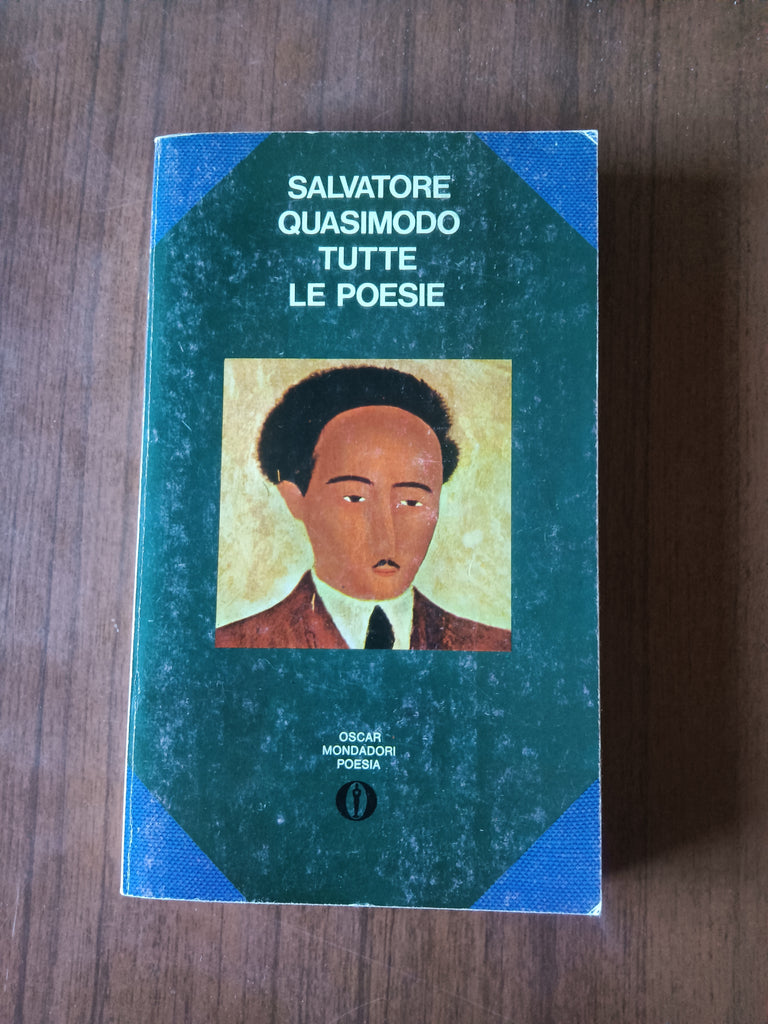 SALVATORE
QUASIMODO
TUTTE
LE POESIE
OSCAR
MONDADORI
POESIA